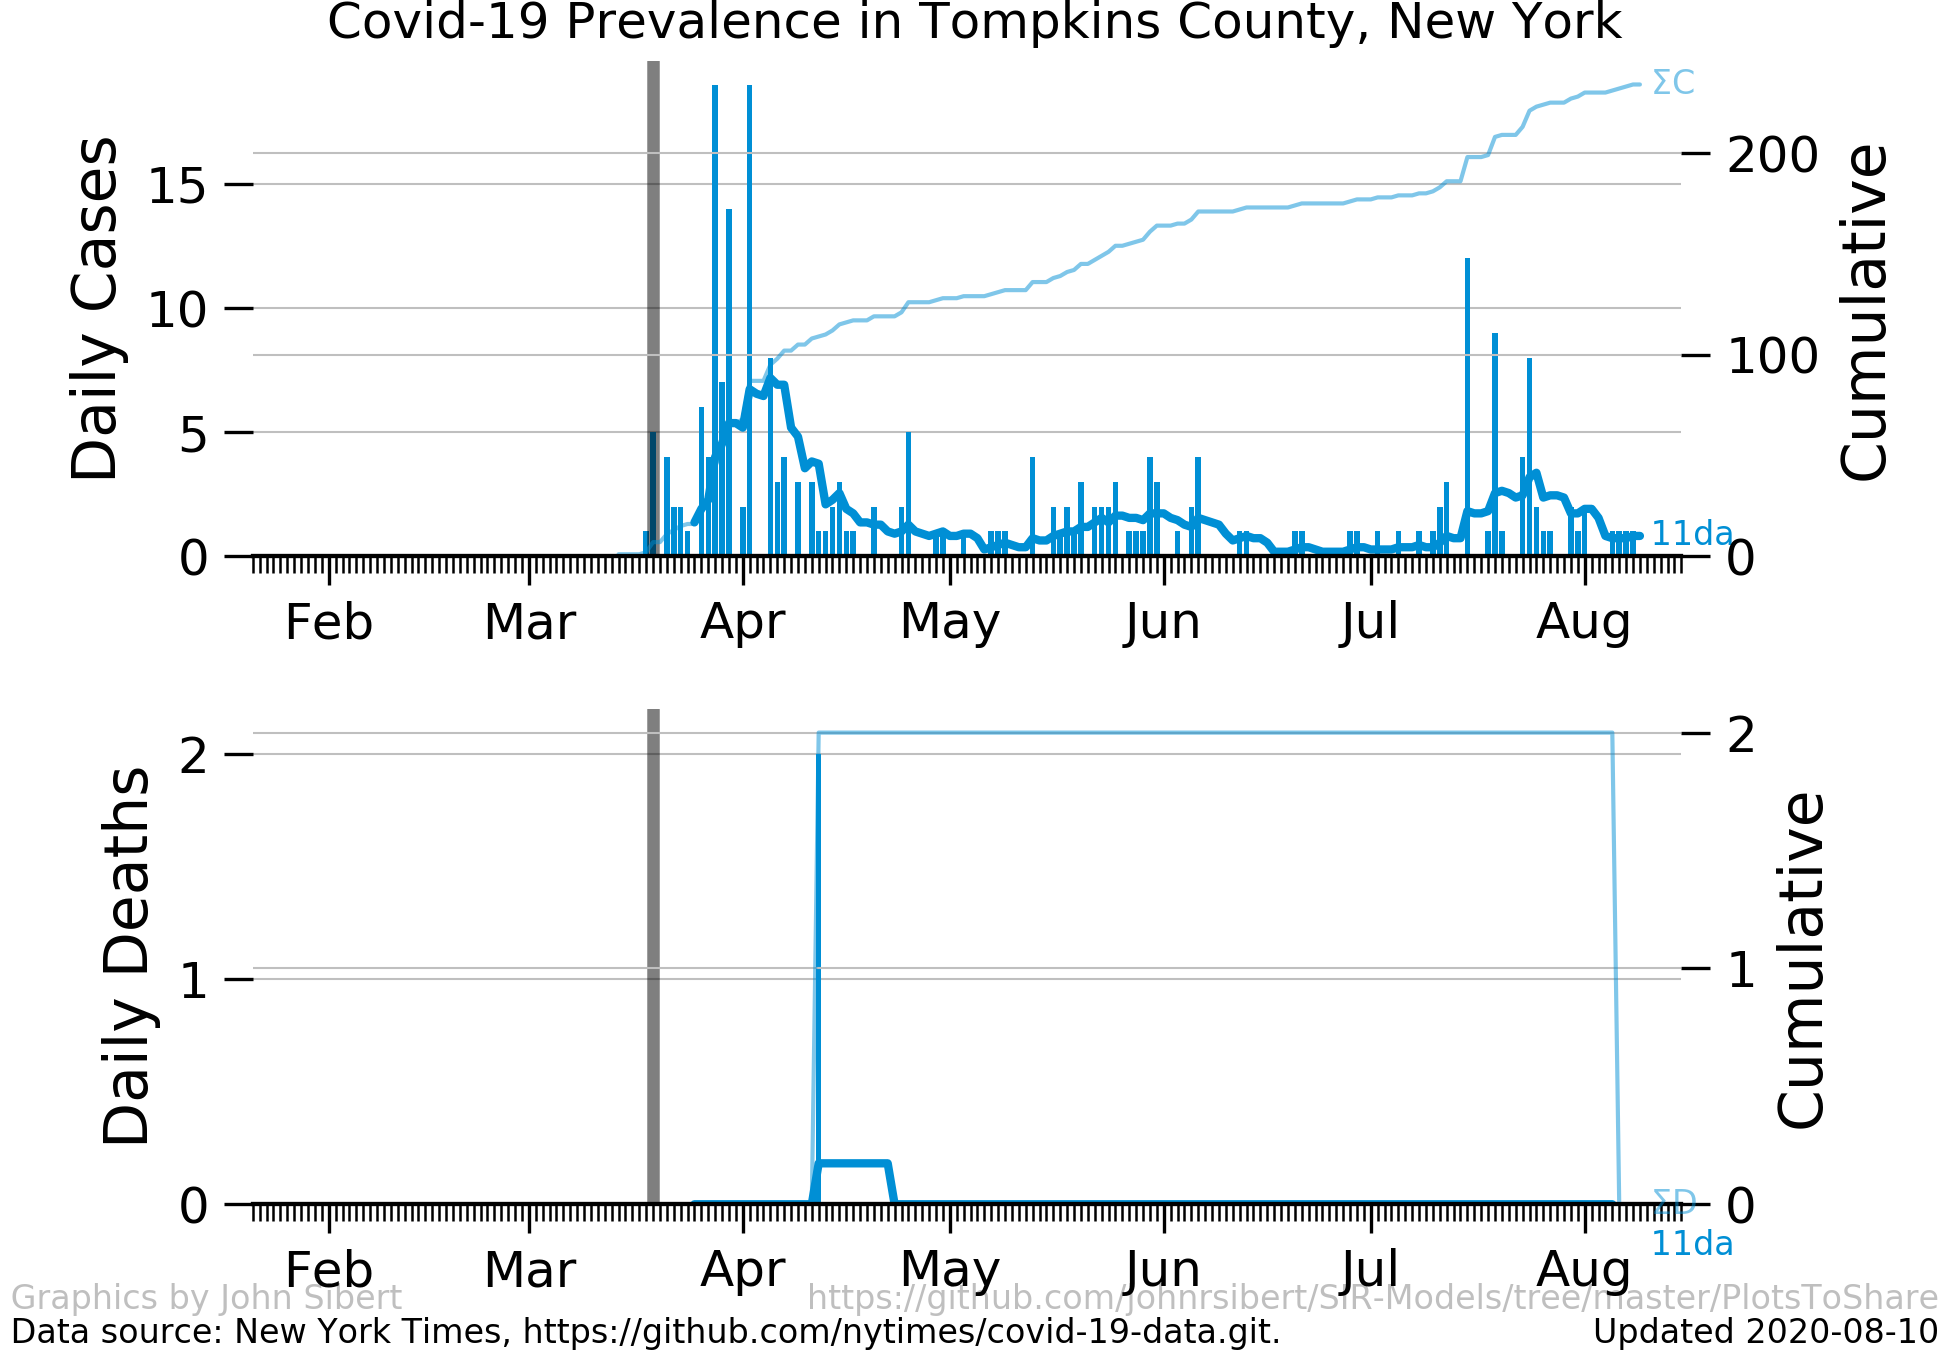 Covid-19 Prevalence in Tompkins County, New York
Daily Cases
15
10
5
0
ΣC
200
100
0
11da
Cumulative
Feb Mar Apr May Jun Jul Aug
Daily Deaths
2
1
0
2
1
0
Cumulative
ΣD
11da
Feb Mar Apr May Jun Jul Aug
Graphics by John Sibert https://github.com/johnrsibert/SIR-Models/tree/master/PlotsToShare
Data source: New York Times, https://github.com/nytimes/covid-19-data.git. Updated 2020-08-10